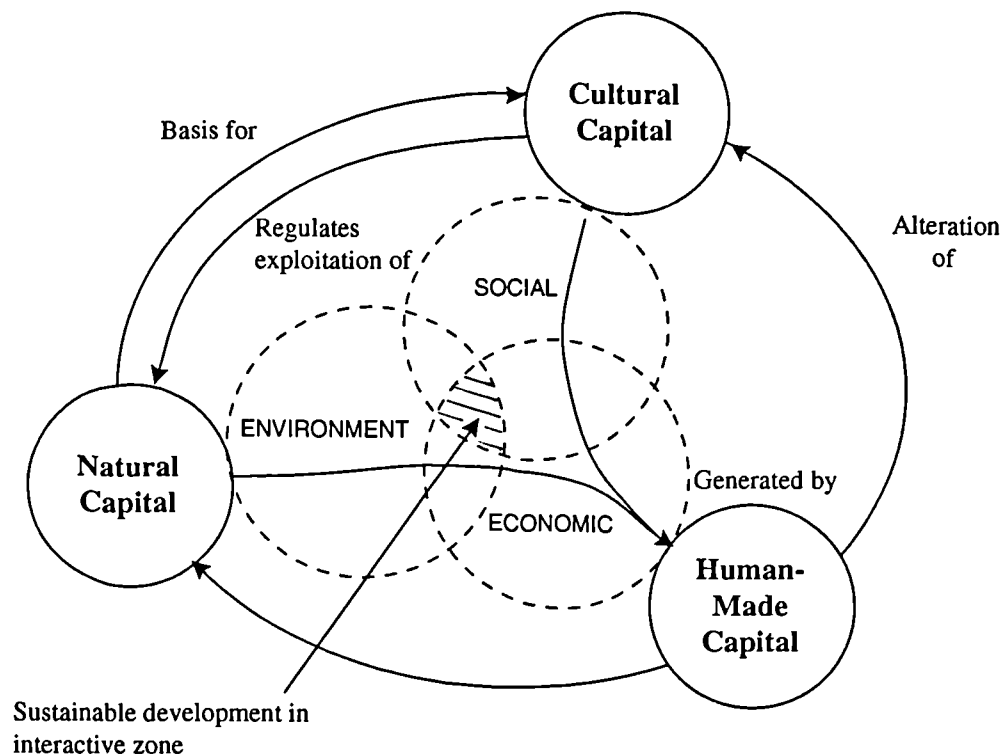 Cultural
Capital
Basis for
Regulates
exploitation of
Alteration
of
SOCIAL
ENVIRONMENT
Natural
Capital
Generated by
ECONOMIC
Human-
Made
Capital
Sustainable development in
interactive zone